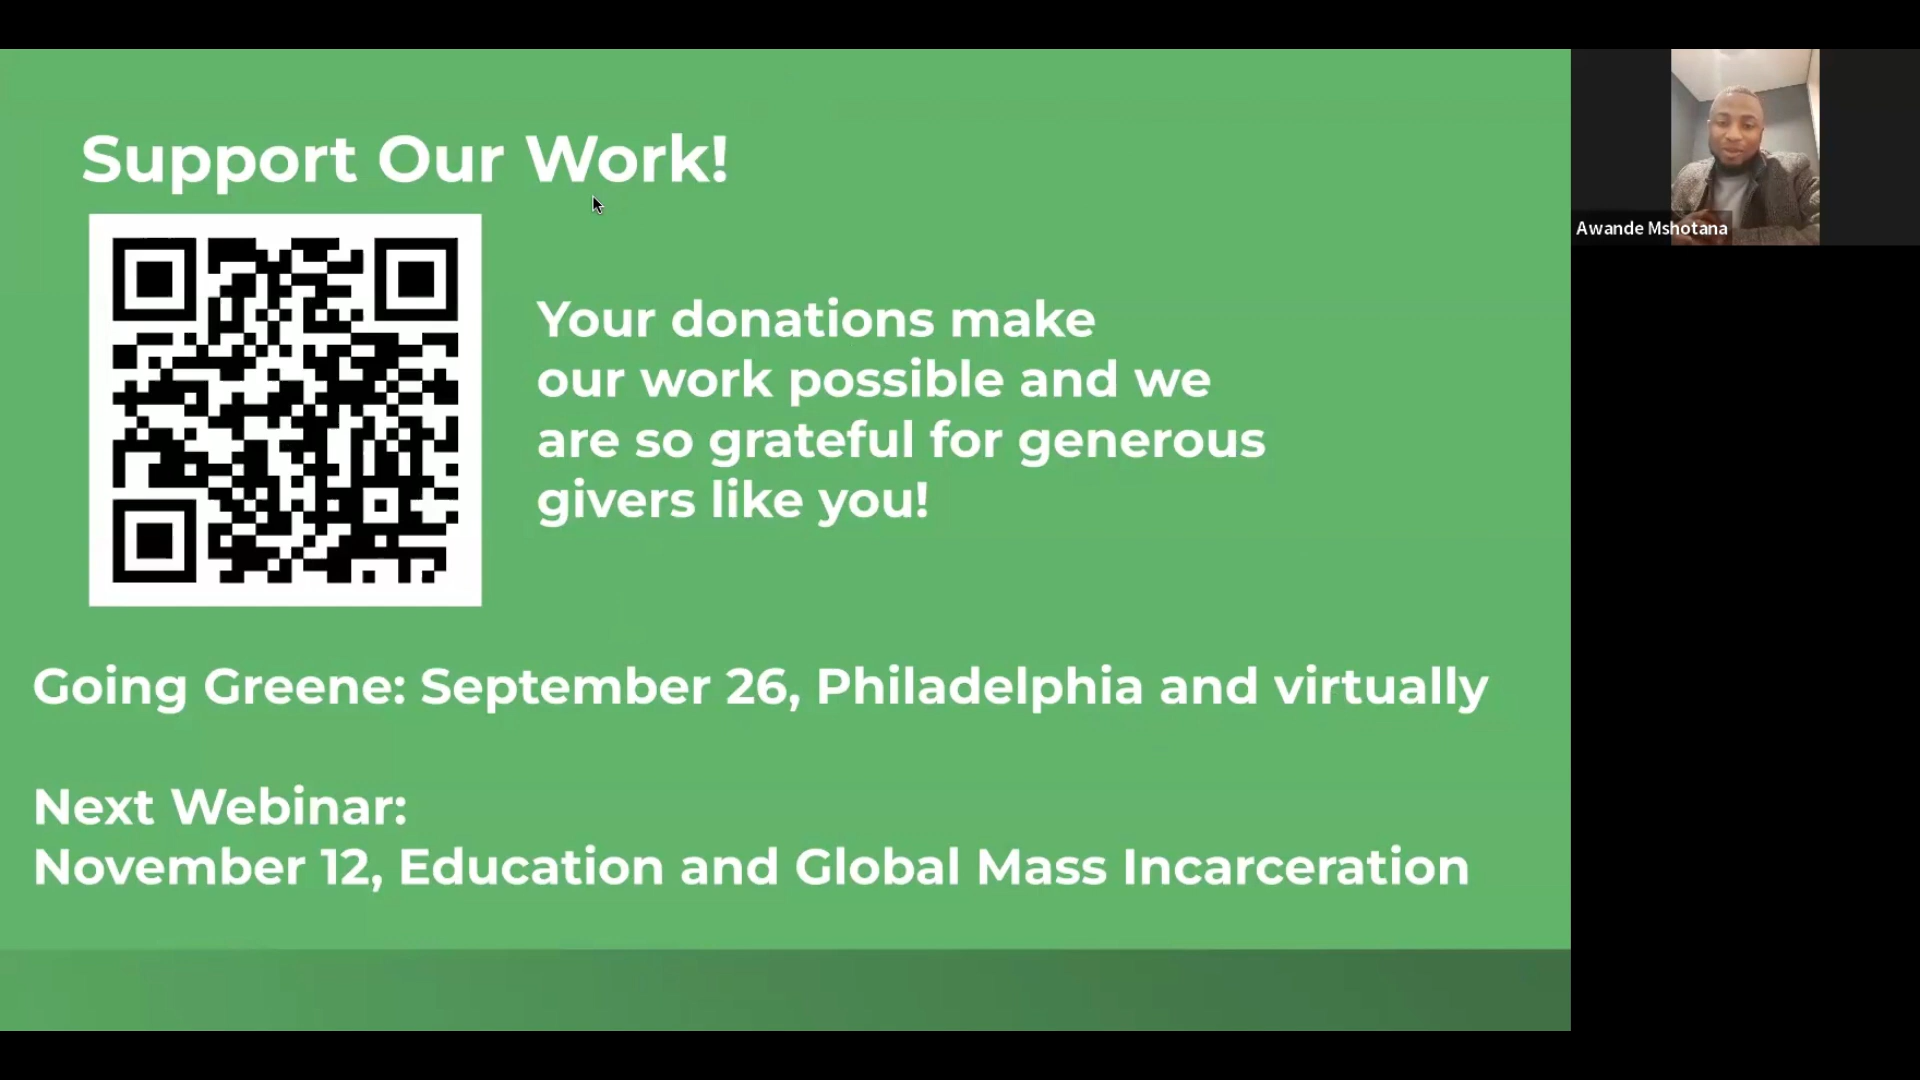 Support Our Work!
Your donations make
our work possible and we
are so grateful for generous
givers like you!
Going Greene: September 26, Philadelphia and virtually
Next Webinar:
November 12, Education and Global Mass Incarceration
Awande Mshotana